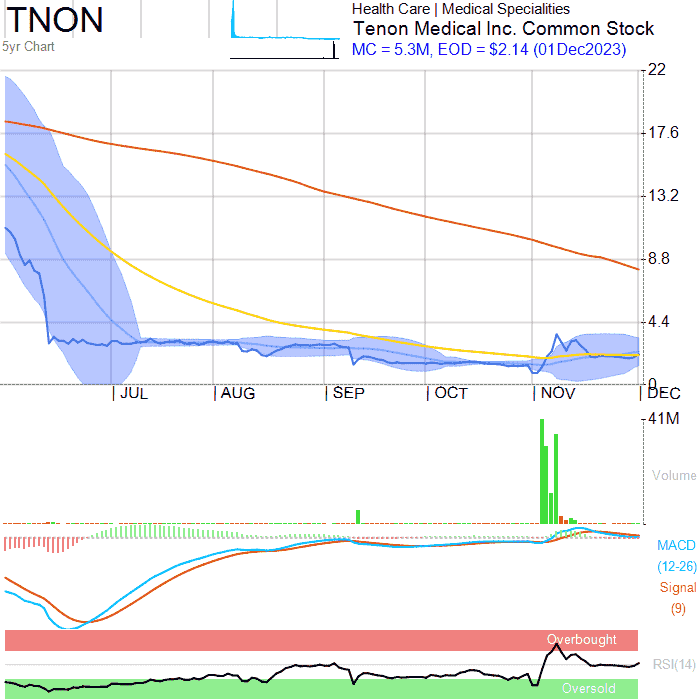 TNON
5yr Chart
Health Care | Medical Specialities
Tenon Medical Inc. Common Stock
MC = 5.3M, EOD = $2.14 (01Dec2023)
22
17.6
13.2
8.8
4.4
0
JUL AUG SEP OCT NOV DEC
41M
Volume
MACD
(12-26)
Signal
(9)
Overbought
RSI(14)
Oversold